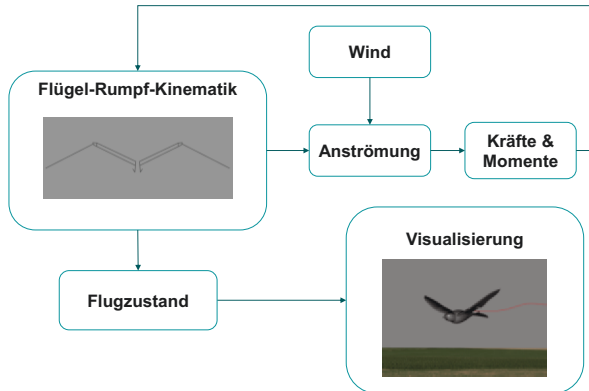 Wind
Flügel-Rumpf-Kinematik
Anströmung
Kräfte &
Momente
Visualisierung
Flugzustand